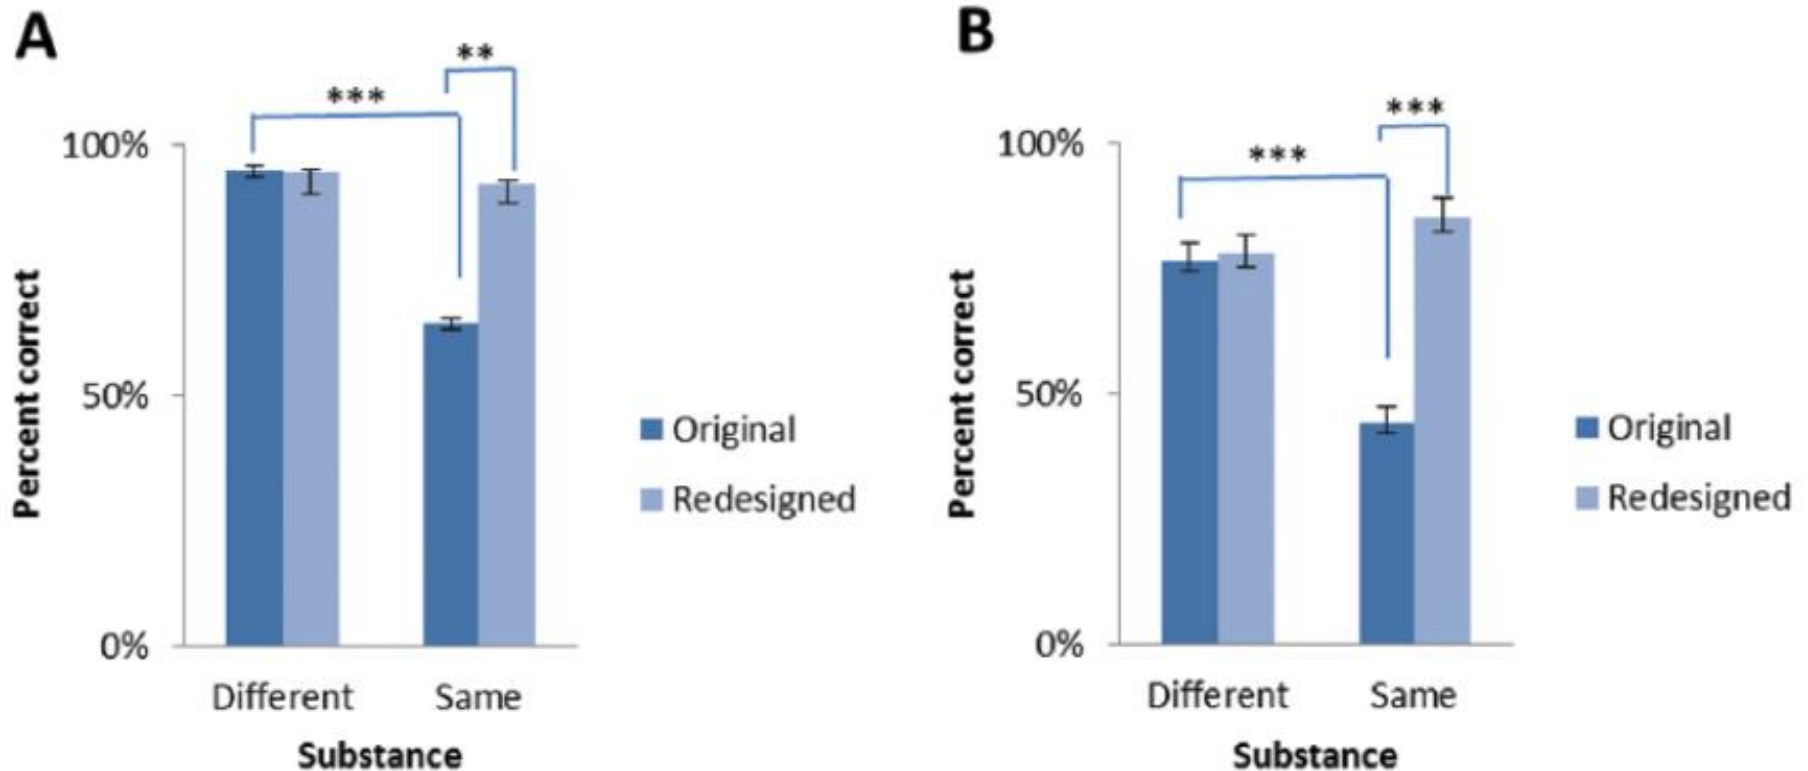 A
**
***
100%
50%
0%
Percent correct
Different Same
Substance
Original
Redesigned
B
***
***
100%
50%
0%
Percent correct
Different Same
Substance
Original
Redesigned